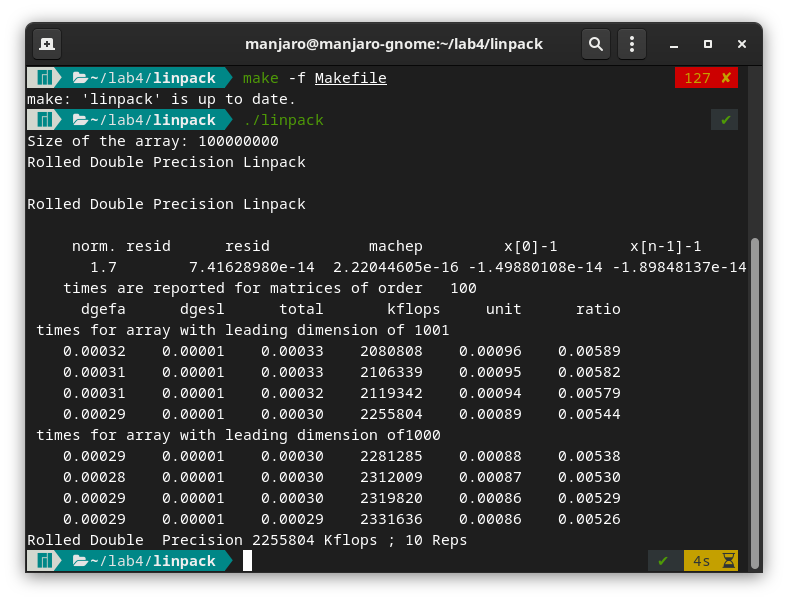 manjaro@manjaro-gnome:~/lab4/linpack
~/lab4/linpack make -f Makefile 127 ✘
make: 'linpack' is up to date.
~/lab4/linpack ./linpack ✔
Size of the array: 100000000
Rolled Double Precision Linpack
Rolled Double Precision Linpack
norm. resid resid machep x[0]-1 x[n-1]-1
1.7 7.41628980e-14 2.22044605e-16 -1.49880108e-14 -1.89848137e-14
times are reported for matrices of order 100
dgefa dgesl total kflops unit ratio
times for array with leading dimension of 1001
0.00032 0.00001 0.00033 2080808 0.00096 0.00589
0.00031 0.00001 0.00033 2106339 0.00095 0.00582
0.00031 0.00001 0.00032 2119342 0.00094 0.00579
0.00029 0.00001 0.00030 2255804 0.00089 0.00544
times for array with leading dimension of1000
0.00029 0.00001 0.00030 2281285 0.00088 0.00538
0.00028 0.00001 0.00030 2312009 0.00087 0.00530
0.00029 0.00001 0.00030 2319820 0.00086 0.00529
0.00029 0.00001 0.00029 2331636 0.00086 0.00526
Rolled Double  Precision 2255804 Kflops ; 10 Reps
~/lab4/linpack ✔ 4s